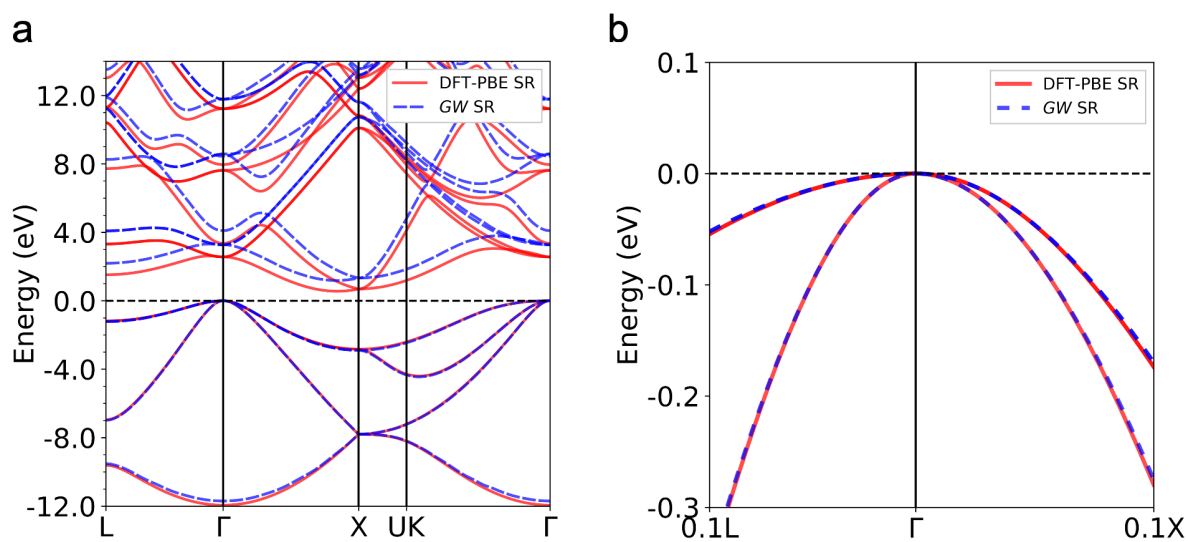 a
Energy (eV)
12.0
8.0
4.0
0.0
-4.0
-8.0
-12.0
L
Γ
X
UK
Γ
DFT-PBE SR
GW SR
b
Energy (eV)
0.1
0.0
-0.1
-0.2
-0.3
0.1L
Γ
0.1X
DFT-PBE SR
GW SR